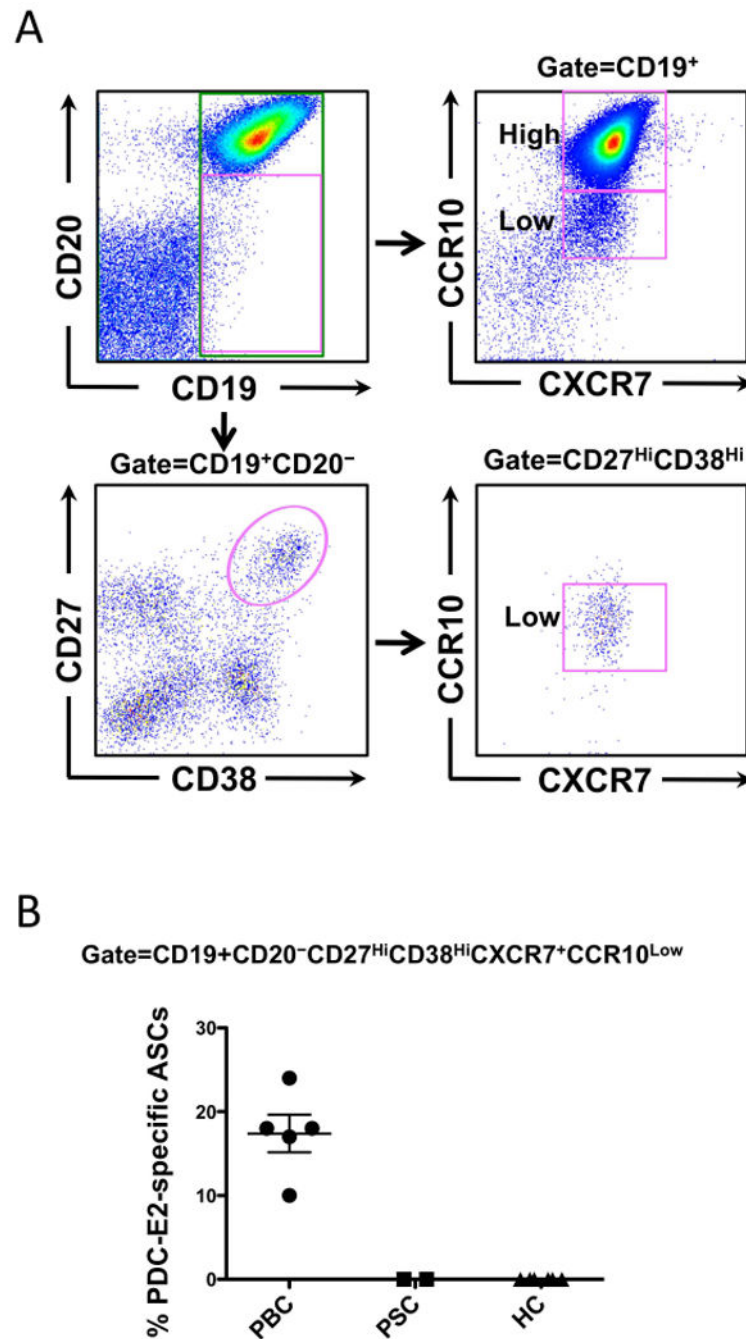 A
Gate=CD19⁺
High
Low
CD20
CCR10
CD19
CXCR7
Gate=CD19⁺CD20⁻
Gate=CD27ᴴⁱCD38ᴴⁱ
Low
CD27
CCR10
CD38
CXCR7
B
Gate=CD19+CD20⁻CD27ᴴⁱCD38ᴴⁱCXCR7⁺CCR10ᴸᵒʷ
% PDC-E2-specific ASCs
30
20
10
0
PBC
PSC
HC